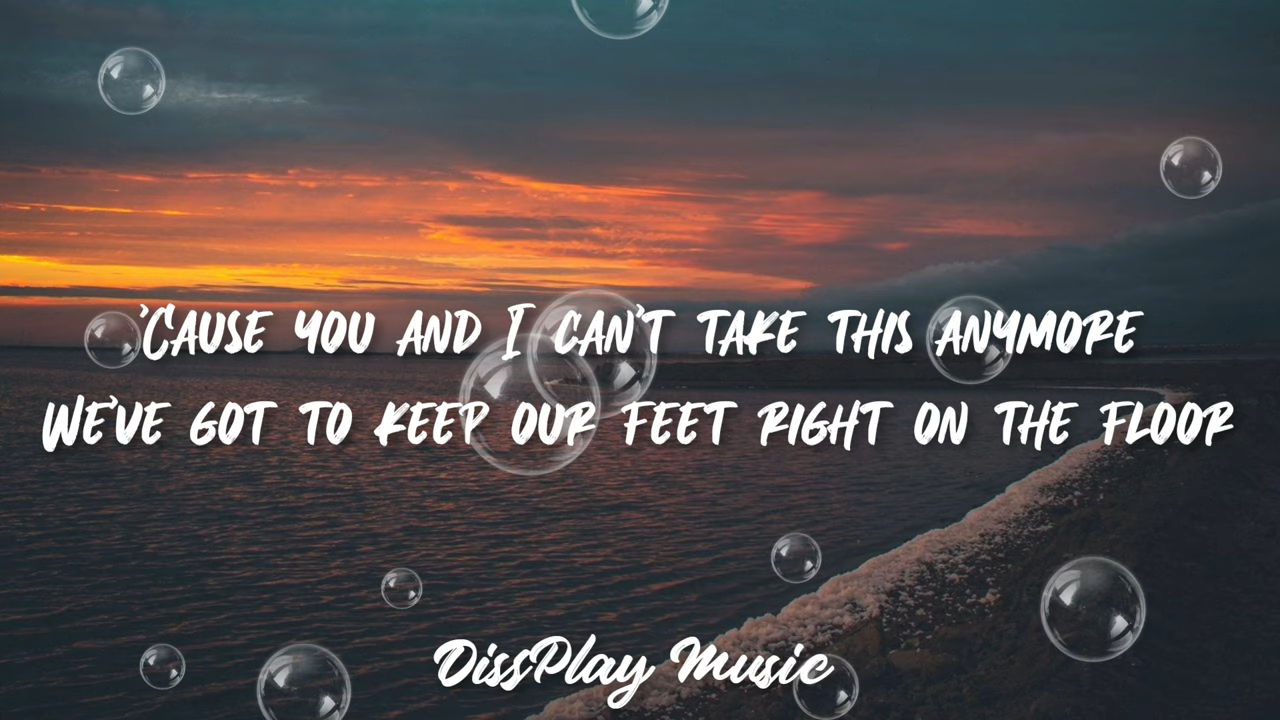 'Cause you and I can't take this anymore
We've got to keep our feet right on the floor
DissPlay Music